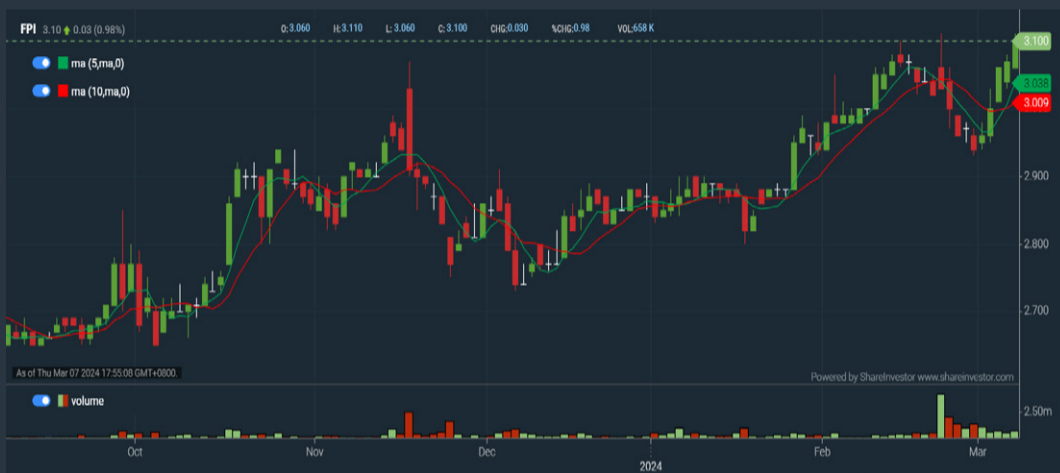 FPI 3.10 0.03 (0.98%) O:3.060 H:3.110 L:3.060 C:3.100 CHG:0.030 %CHG:0.98 VOL:658 K
3.100
ma (5,ma,0)
3.038
ma (10,ma,0)
3.009
2.900
2.800
2.700
As of Thu Mar 07 2024 17:55:08 GMT+0800.
Powered by ShareInvestor www.shareinvestor.com
volume
2.50m
Oct Nov Dec Feb Mar
2024